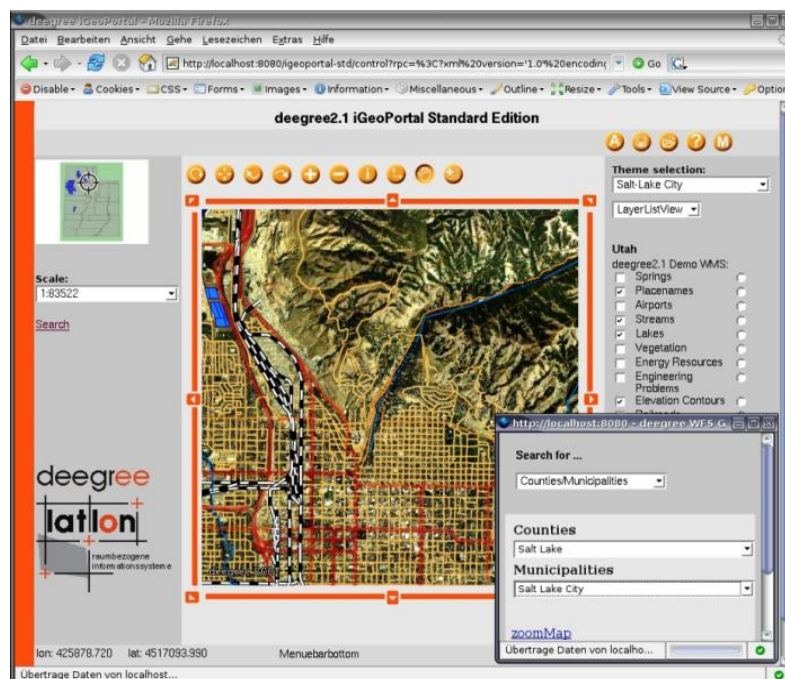 deegree iGeoPortal - Mozilla Firefox
Datei Bearbeiten Ansicht Gehe Lesezeichen Extras Hilfe
http://localhost:8080/igeoportal-std/control?rpc=%3C?xml%20version='1.0%20encoding Go
Disable Cookies CSS Forms Images Information Miscellaneous Outline Resize Tools View Source Option
deegree2.1 iGeoPortal Standard Edition
A ? M
Theme selection:
Salt-Lake City
LayerListView
Utah
deegree2.1 Demo WMS:
Springs
Placenames
Airports
Streams
Lakes
Vegetation
Energy Resources
Engineering
Problems
Elevation Contours
Scale:
1:83522
Search
deegree
lat lon
raumbezogene
informationssysteme
http://localhost:8080 - deegree WFS G
Search for ...
Counties/Municipalities
Counties
Salt Lake
Municipalities
Salt Lake City
zoomMap
Übertrage Daten von localho...
lon: 425878.720 lat: 4517093.990 Menuebarbottom
Übertrage Daten von localhost...